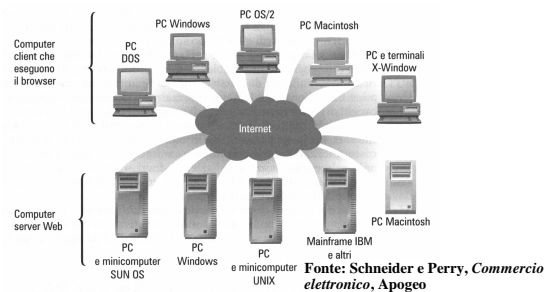 PC OS/2
PC Windows
PC Macintosh
Computer
client che
eseguono
il browser
PC
DOS
PC e terminali
X-Window
Internet
Computer
server Web
PC
e minicomputer
SUN OS
PC
Windows
PC
e minicomputer
UNIX
Mainframe IBM
e altri
PC Macintosh
Fonte: Schneider e Perry, Commercio
elettronico, Apogeo